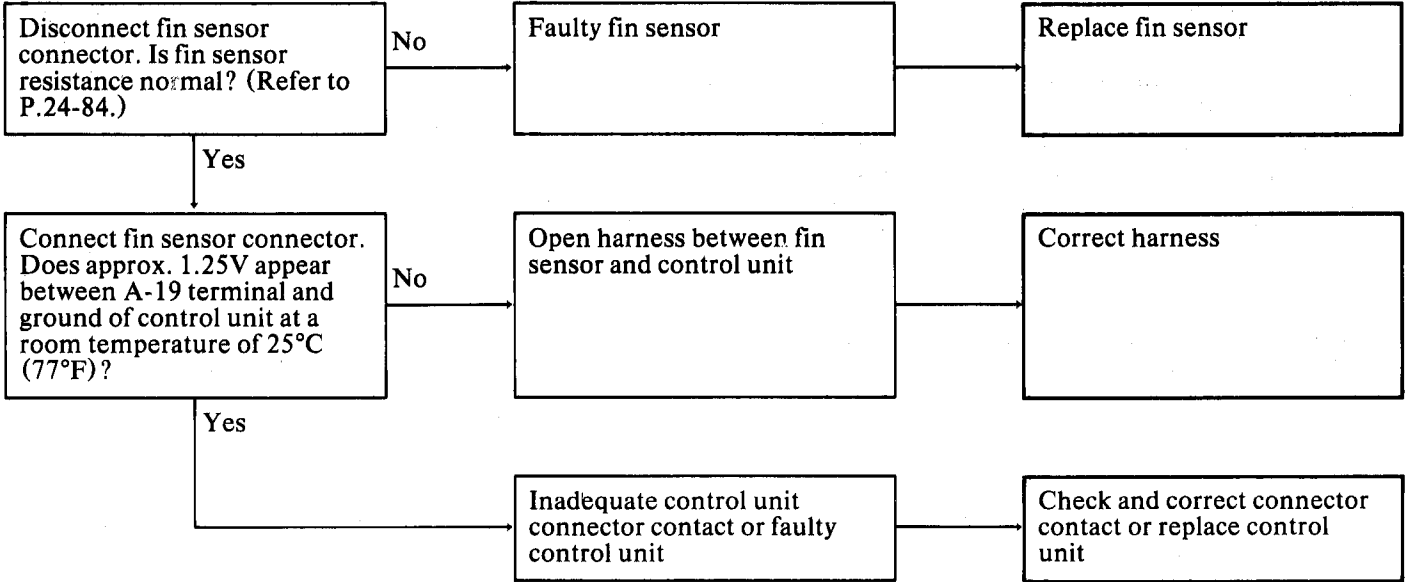 Disconnect fin sensor
connector. Is fin sensor
resistance normal? (Refer to
P.24-84.)
No
Faulty fin sensor
Replace fin sensor
Yes
Connect fin sensor connector.
Does approx. 1.25V appear
between A-19 terminal and
ground of control unit at a
room temperature of 25°C
(77°F)?
No
Open harness between fin
sensor and control unit
Correct harness
Yes
Inadequate control unit
connector contact or faulty
control unit
Check and correct connector
contact or replace control
unit